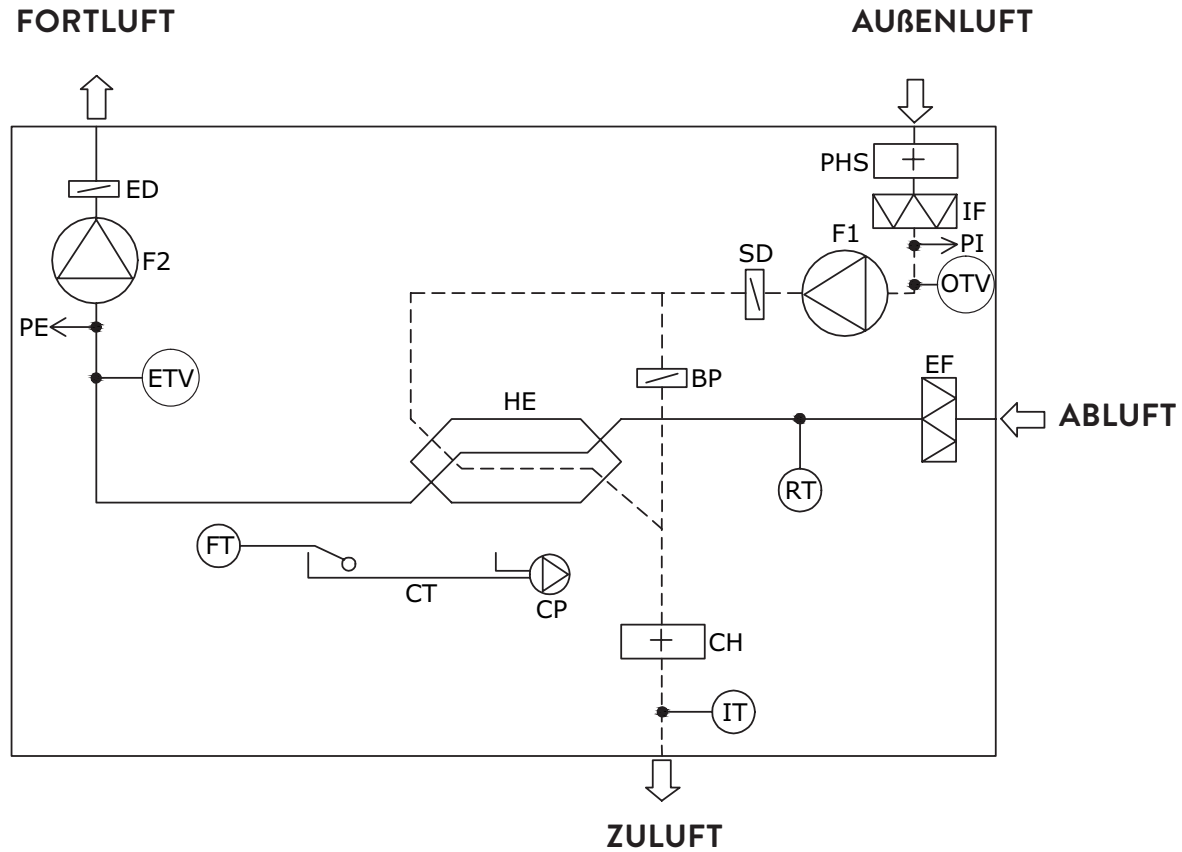 FORTLUFT
AUßENLUFT
PHS
ED
IF
F1
PI
SD
F2
OTV
PE
EF
ETV
BP
HE
ABLUFT
RT
FT
CT
CP
CH
IT
ZULUFT